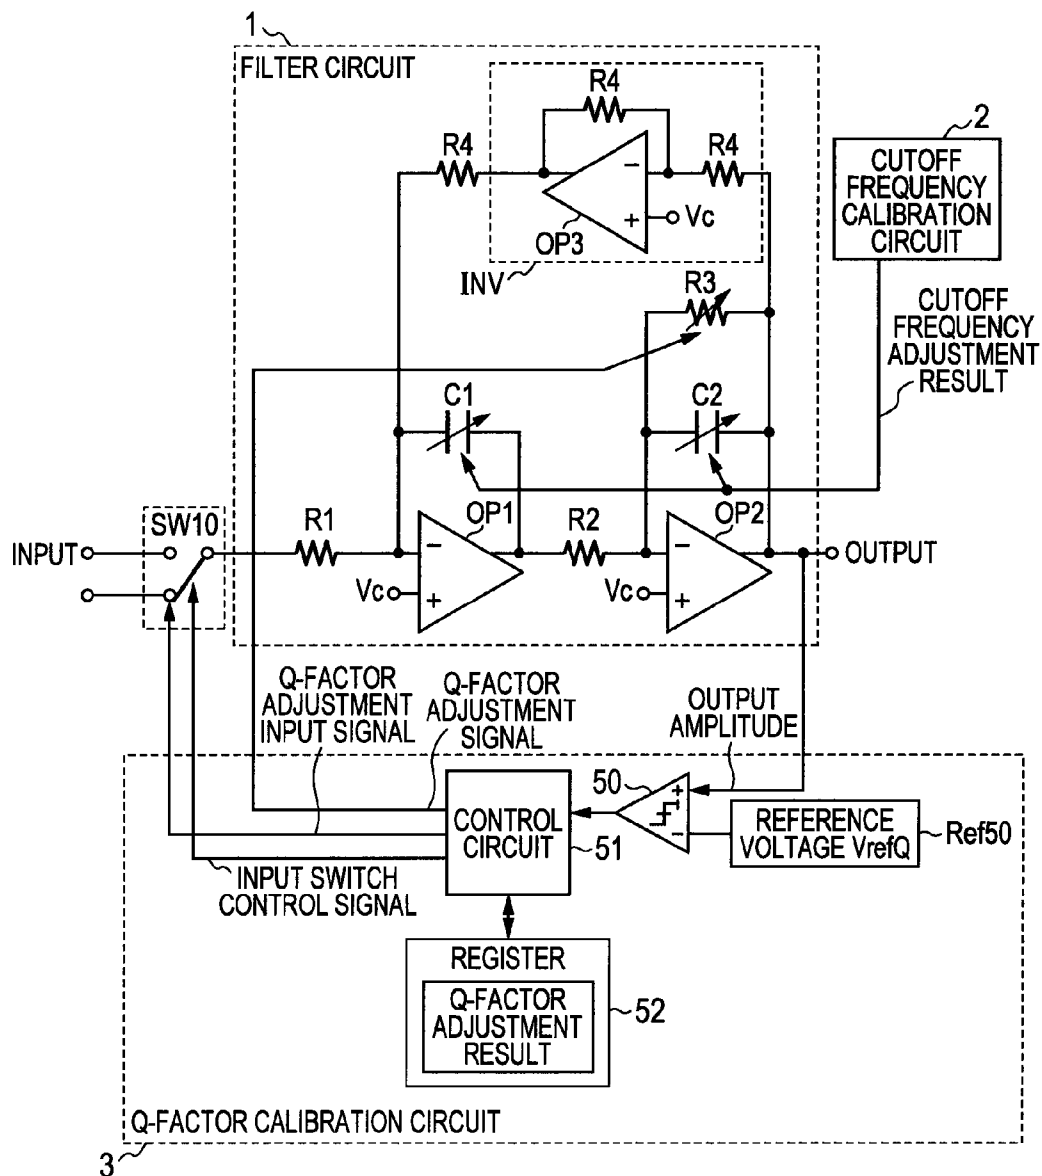 1
FILTER CIRCUIT
R4
R4
R4
−
+
Vc
OP3
INV
2
CUTOFF
FREQUENCY
CALIBRATION
CIRCUIT
R3
CUTOFF
FREQUENCY
ADJUSTMENT
RESULT
C1
C2
SW10
INPUT
R1
OP1
−
Vc
+
R2
OP2
−
Vc
+
OUTPUT
Q-FACTOR
ADJUSTMENT
INPUT SIGNAL
Q-FACTOR
ADJUSTMENT
SIGNAL
OUTPUT
AMPLITUDE
50
+
−
CONTROL
CIRCUIT
51
REFERENCE
VOLTAGE VrefQ
Ref50
INPUT SWITCH
CONTROL SIGNAL
REGISTER
Q-FACTOR
ADJUSTMENT
RESULT
52
Q-FACTOR CALIBRATION CIRCUIT
3